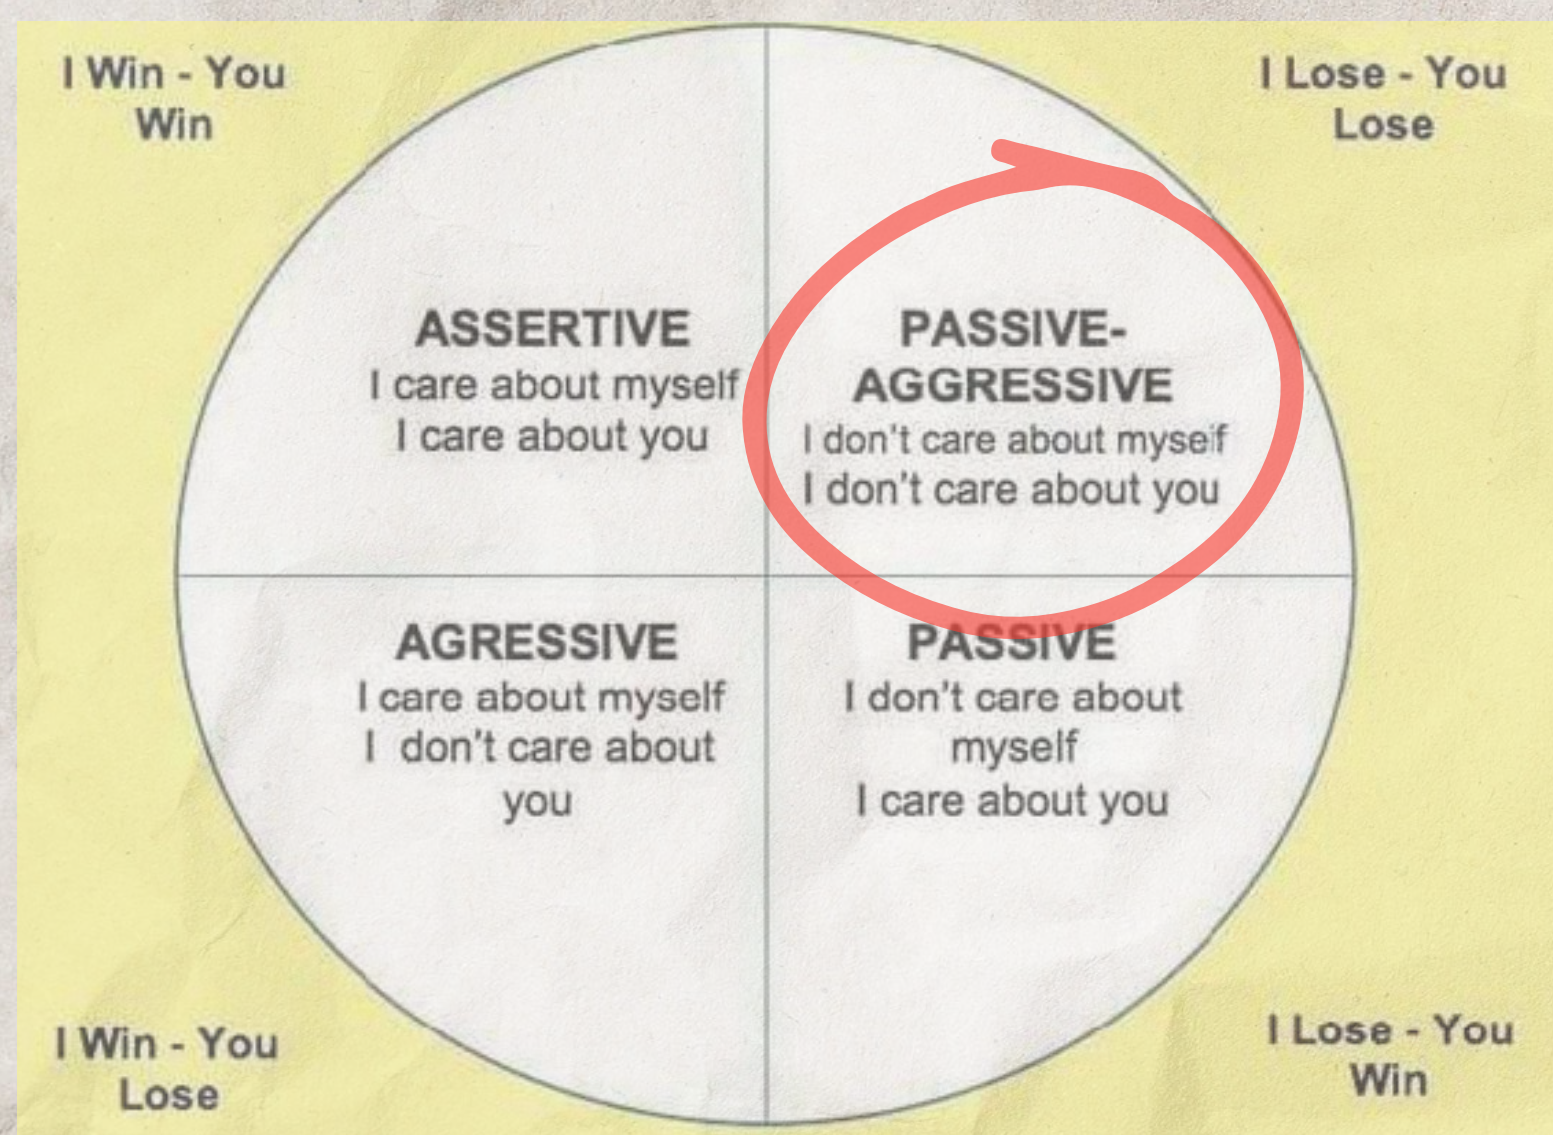 I Win - You
Win
I Lose - You
Lose
ASSERTIVE
I care about myself
I care about you
PASSIVE-
AGGRESSIVE
I don't care about myself
I don't care about you
AGRESSIVE
I care about myself
I don't care about
you
PASSIVE
I don't care about
myself
I care about you
I Win - You
Lose
I Lose - You
Win